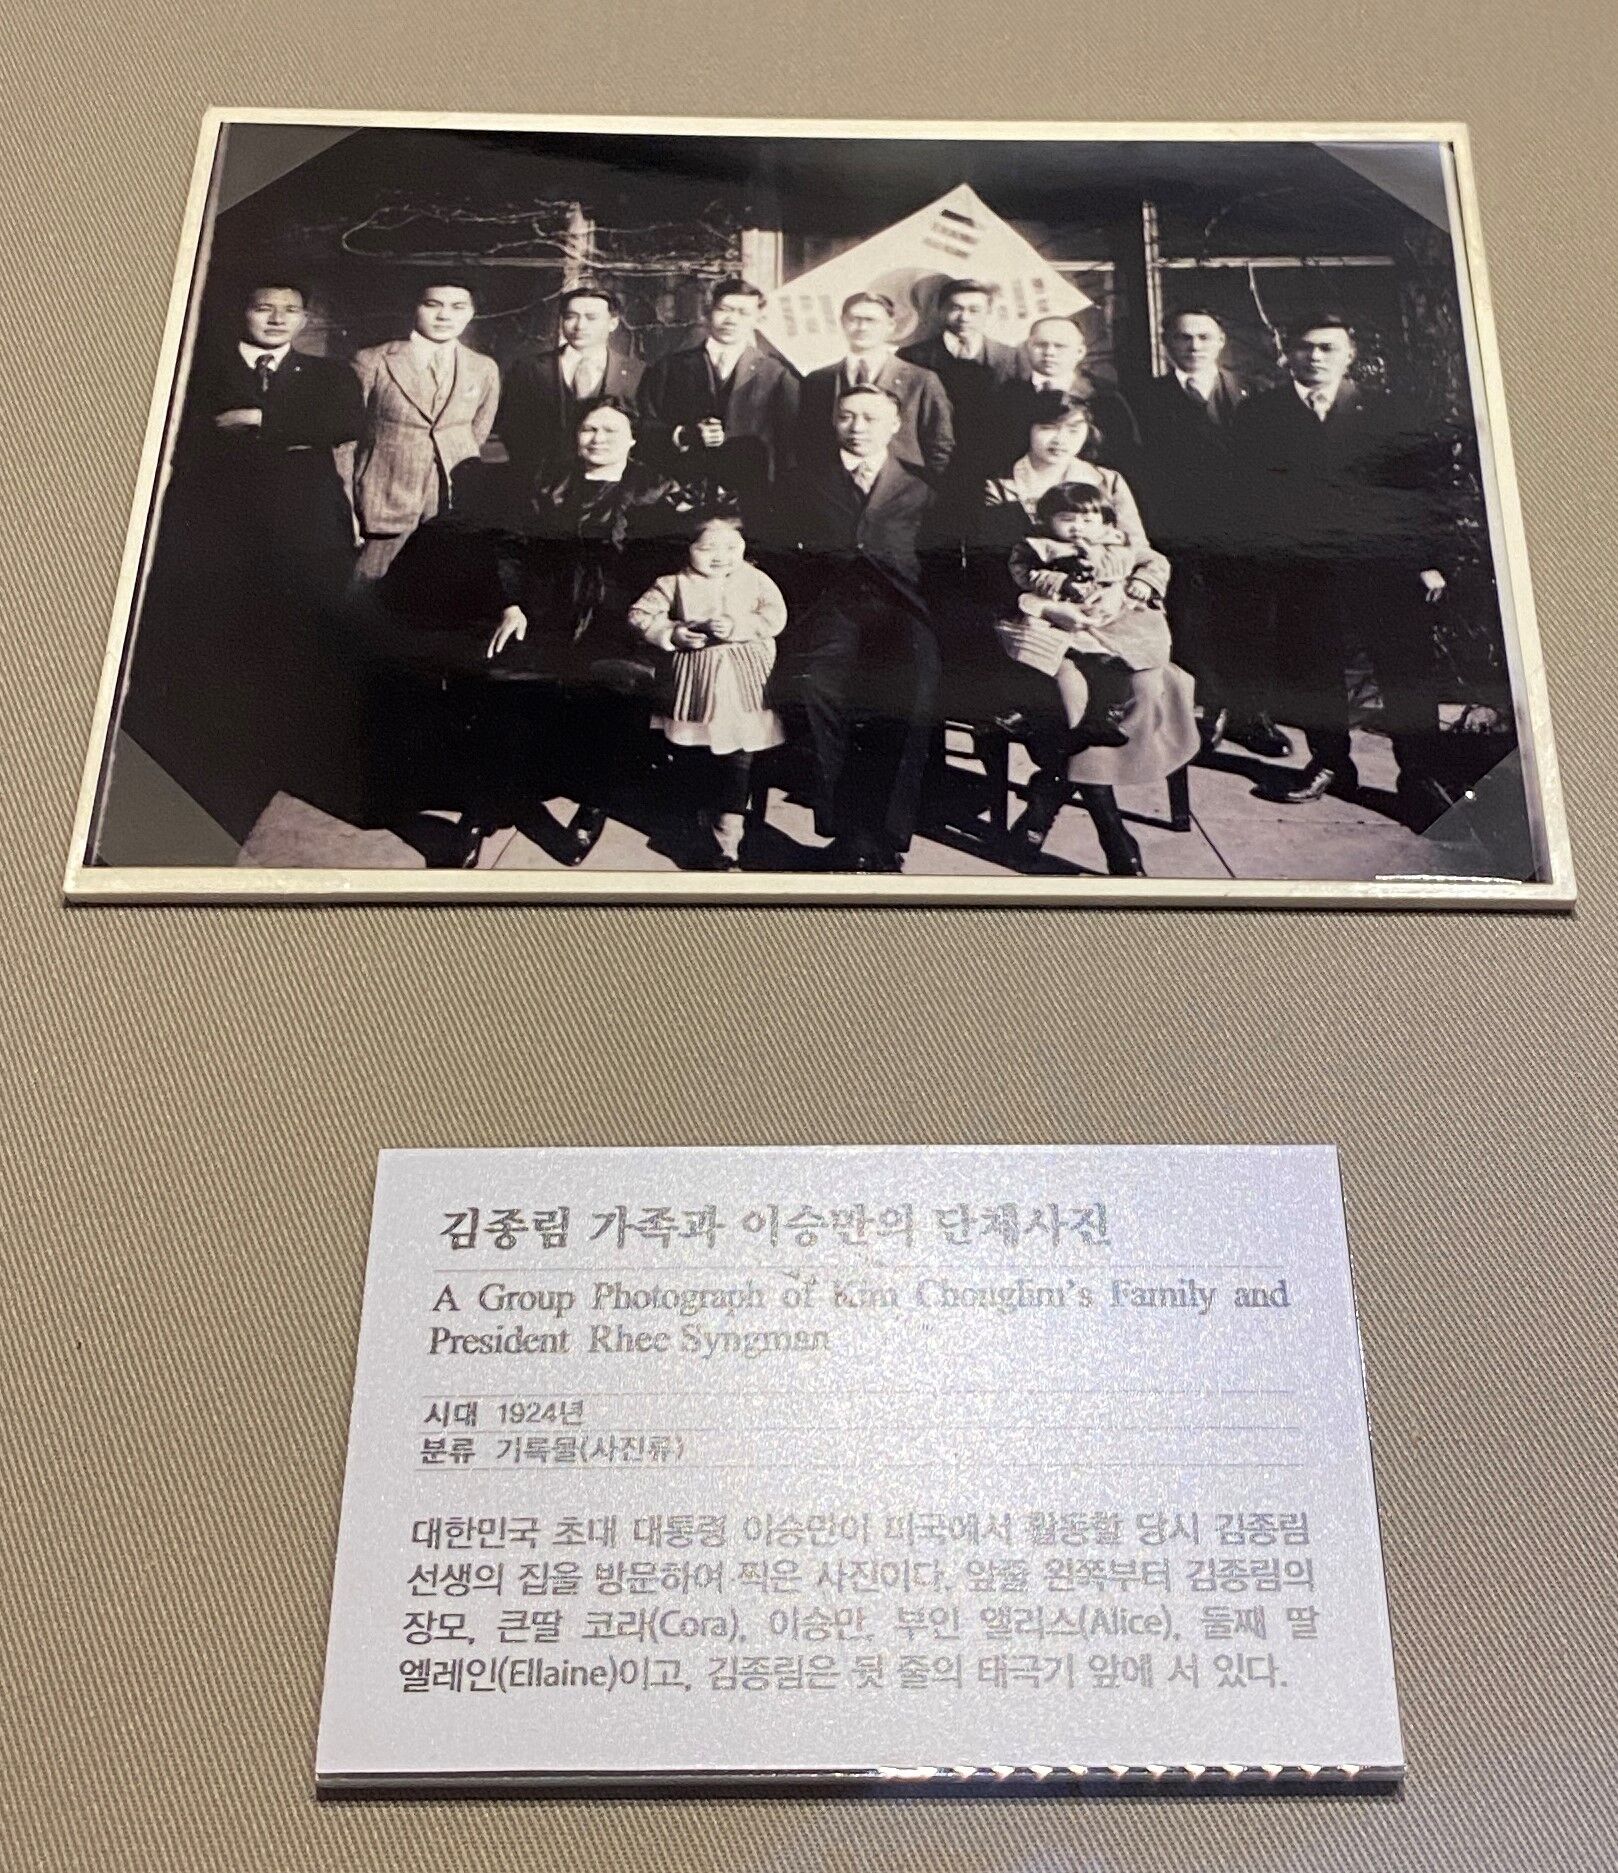 김종림 가족과 이승만의 단체사진
A Group Photograph of Kim Chonglim's Family and
President Rhee Syngman
시대 1924년
분류 기록물(사진류)
대한민국 초대 대통령 이승만이 미국에서 활동할 당시 김종림
선생의 집을 방문하여 찍은 사진이다. 앞줄 왼쪽부터 김종림의
장모, 큰딸 코라(Cora), 이승만, 부인 앨리스(Alice), 둘째 딸
엘레인(Ellaine)이고, 김종림은 뒷 줄의 태극기 앞에 서 있다.